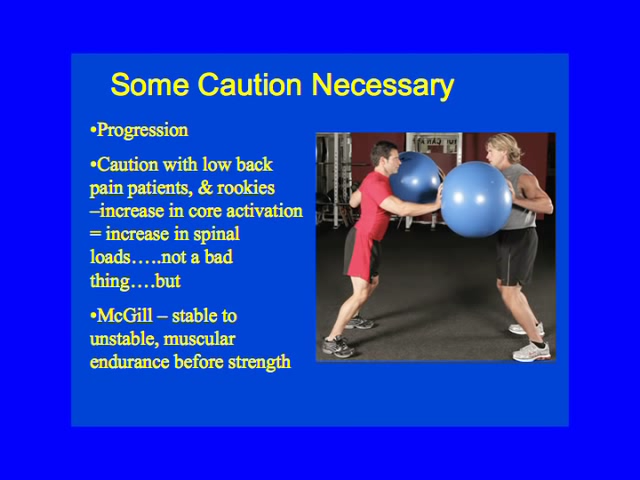 Some Caution Necessary
•Progression
•Caution with low back
pain patients, & rookies
–increase in core activation
= increase in spinal
loads…..not a bad
thing….but
•McGill – stable to
unstable, muscular
endurance before strength